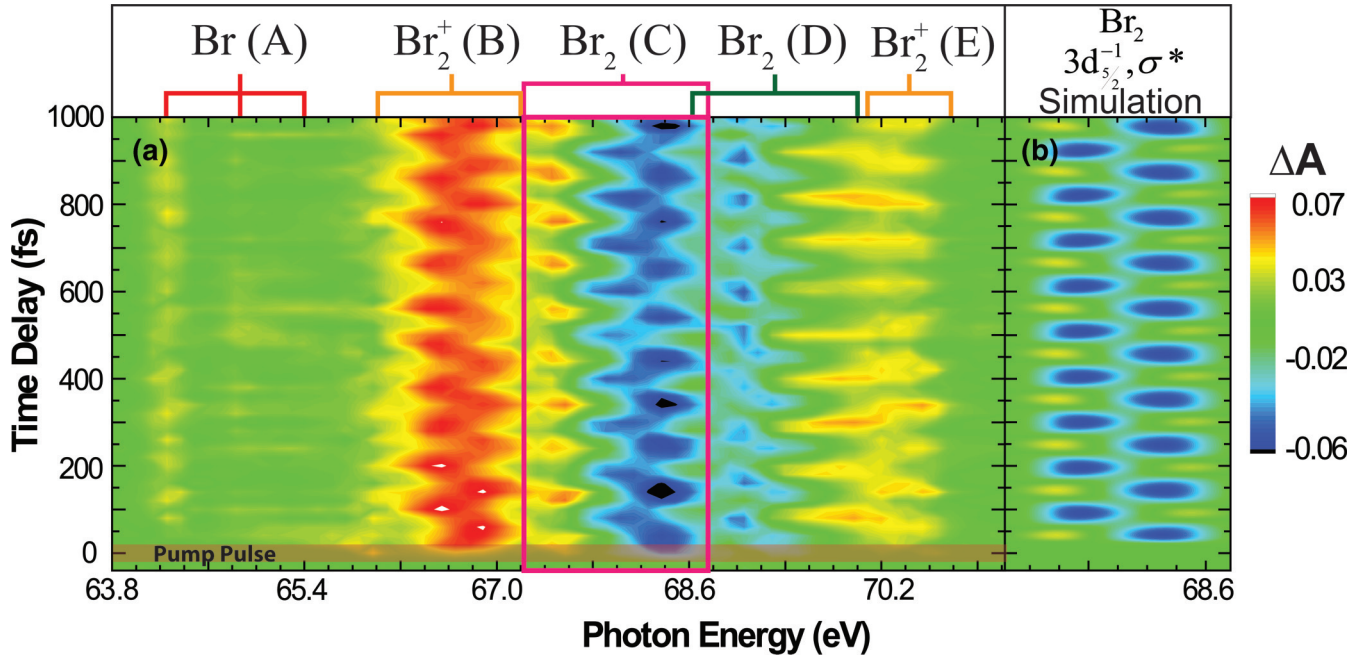 Br (A) Br₂⁺ (B) Br₂ (C) Br₂ (D) Br₂⁺ (E) Br₂
3d₅/₂⁻¹, σ*
Simulation
(a) (b)
1000
800
600
400
200
0
Time Delay (fs)
Pump Pulse
63.8 65.4 67.0 68.6 70.2 68.6
Photon Energy (eV)
ΔA
0.07
0.03
-0.02
-0.06